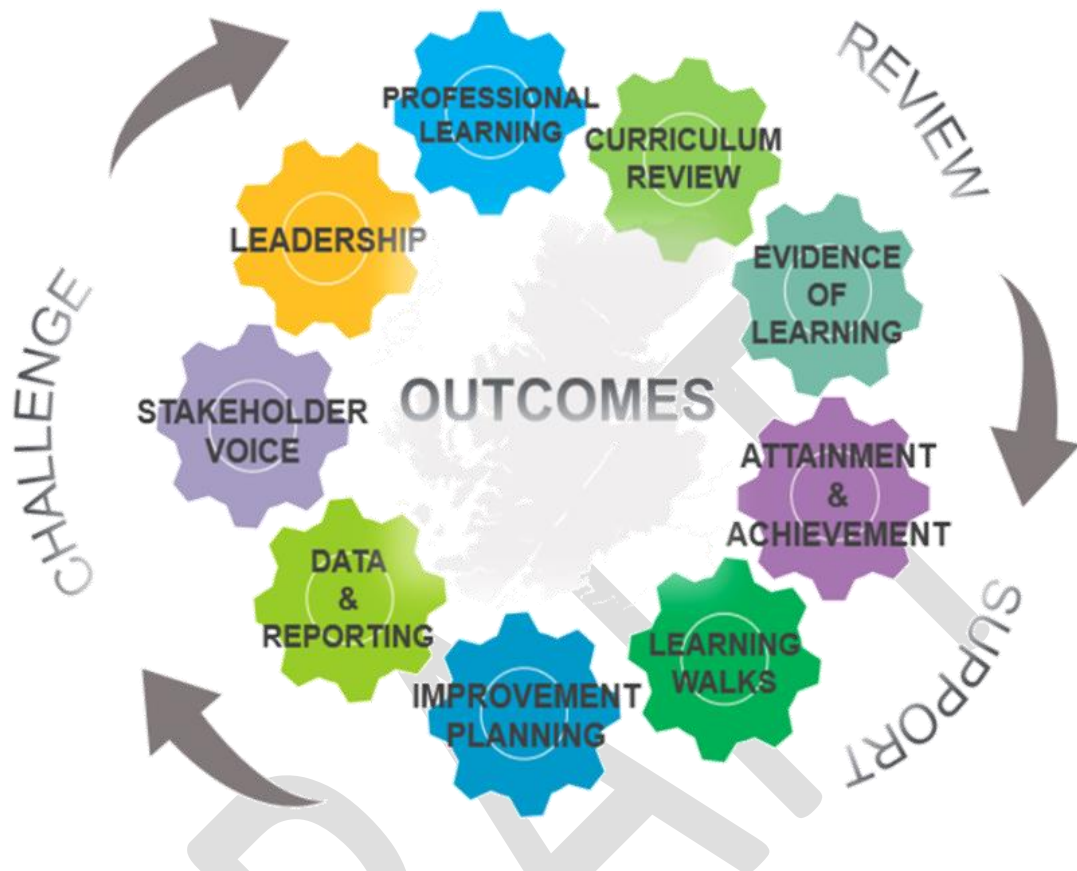 PROFESSIONAL
LEARNING
CURRICULUM
REVIEW
EVIDENCE
OF
LEARNING
ATTAINMENT
&
ACHIEVEMENT
LEARNING
WALKS
IMPROVEMENT
PLANNING
DATA
&
REPORTING
STAKEHOLDER
VOICE
LEADERSHIP
OUTCOMES
REVIEW
SUPPORT
CHALLENGE
DRAFT